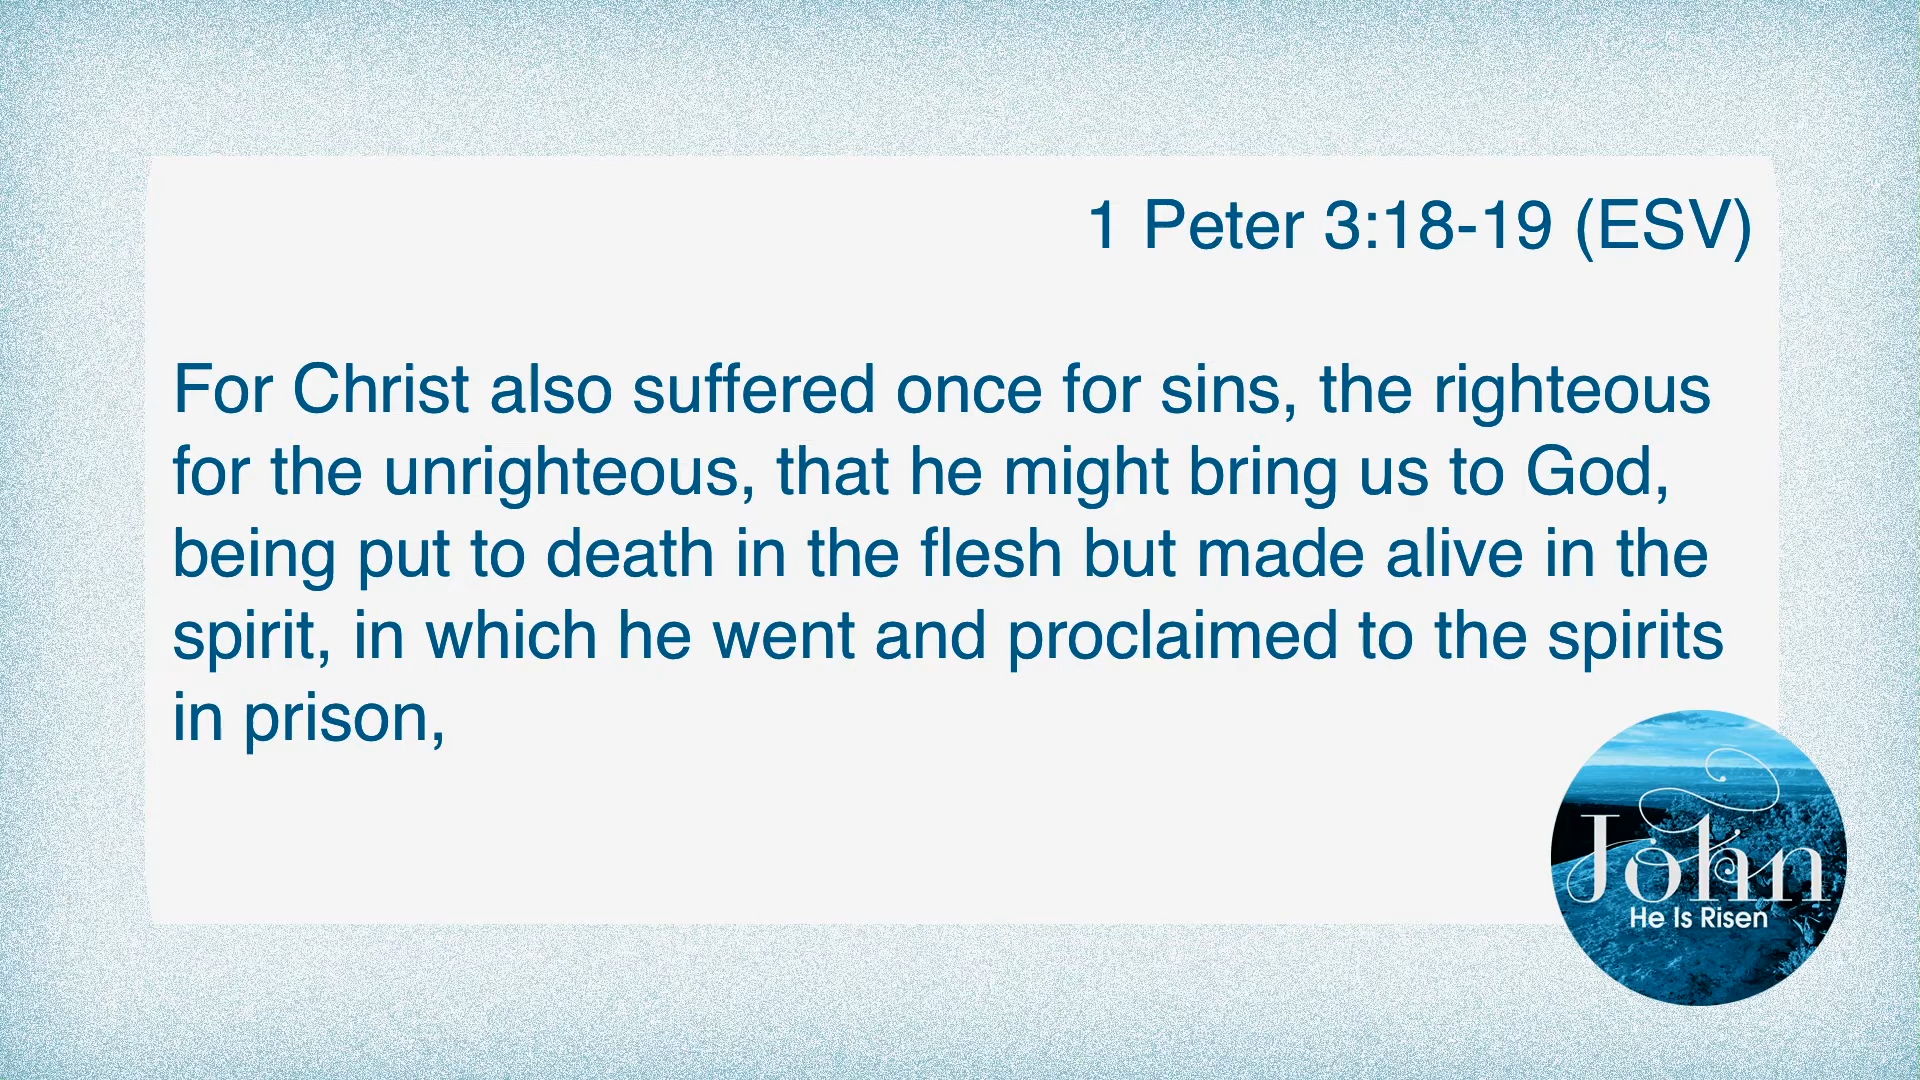 1 Peter 3:18-19 (ESV)
For Christ also suffered once for sins, the righteous
for the unrighteous, that he might bring us to God,
being put to death in the flesh but made alive in the
spirit, in which he went and proclaimed to the spirits
in prison,
John
He Is Risen